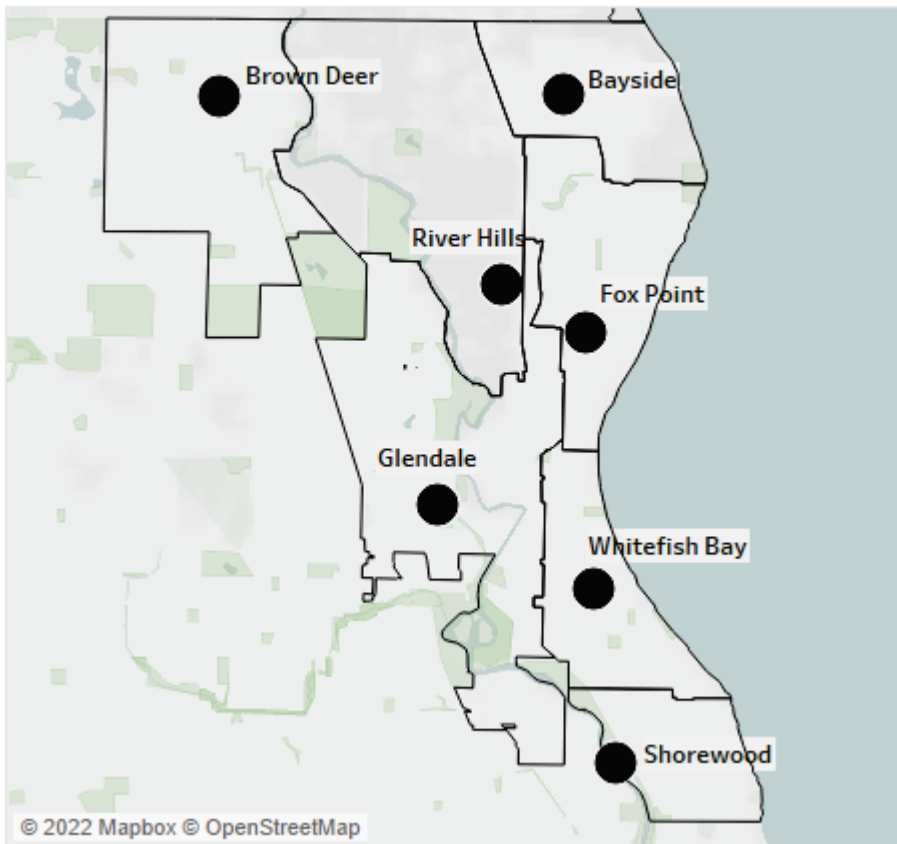 Brown Deer
Bayside
River Hills
Fox Point
Glendale
Whitefish Bay
Shorewood
© 2022 Mapbox © OpenStreetMap